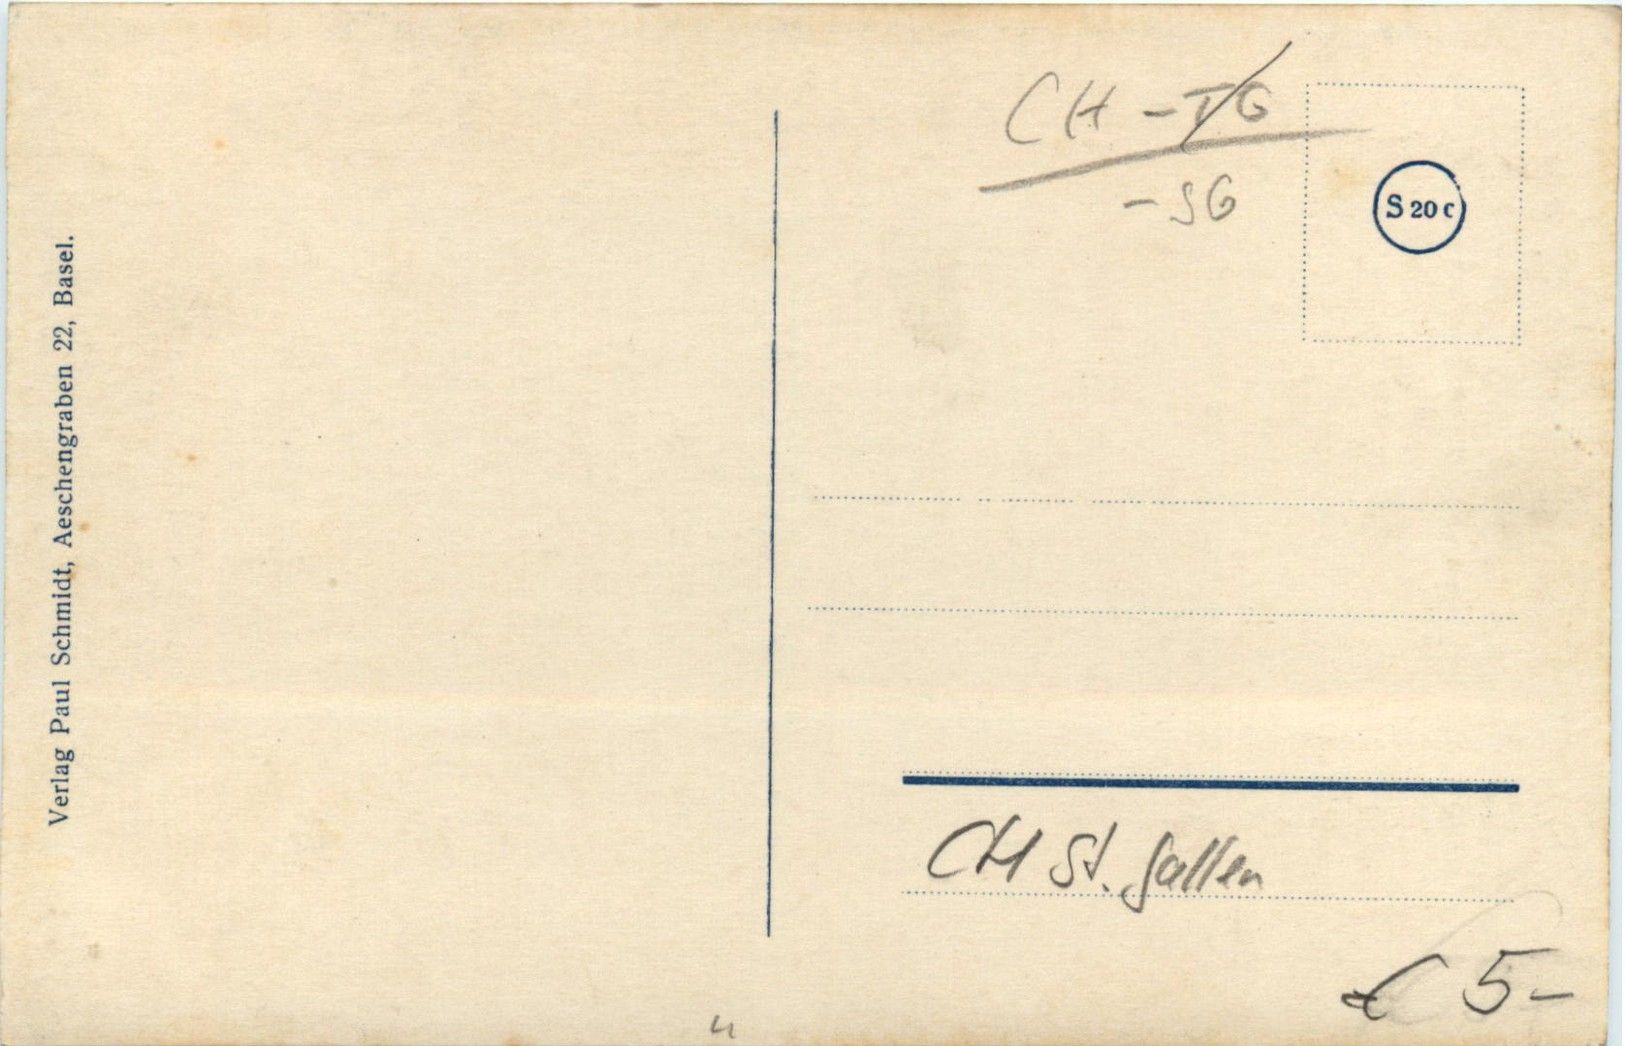 CH - TG
- SG
S 20 C
Verlag Paul Schmidt, Aeschengraben 22, Basel.
CH St. Gallen
€ 5-